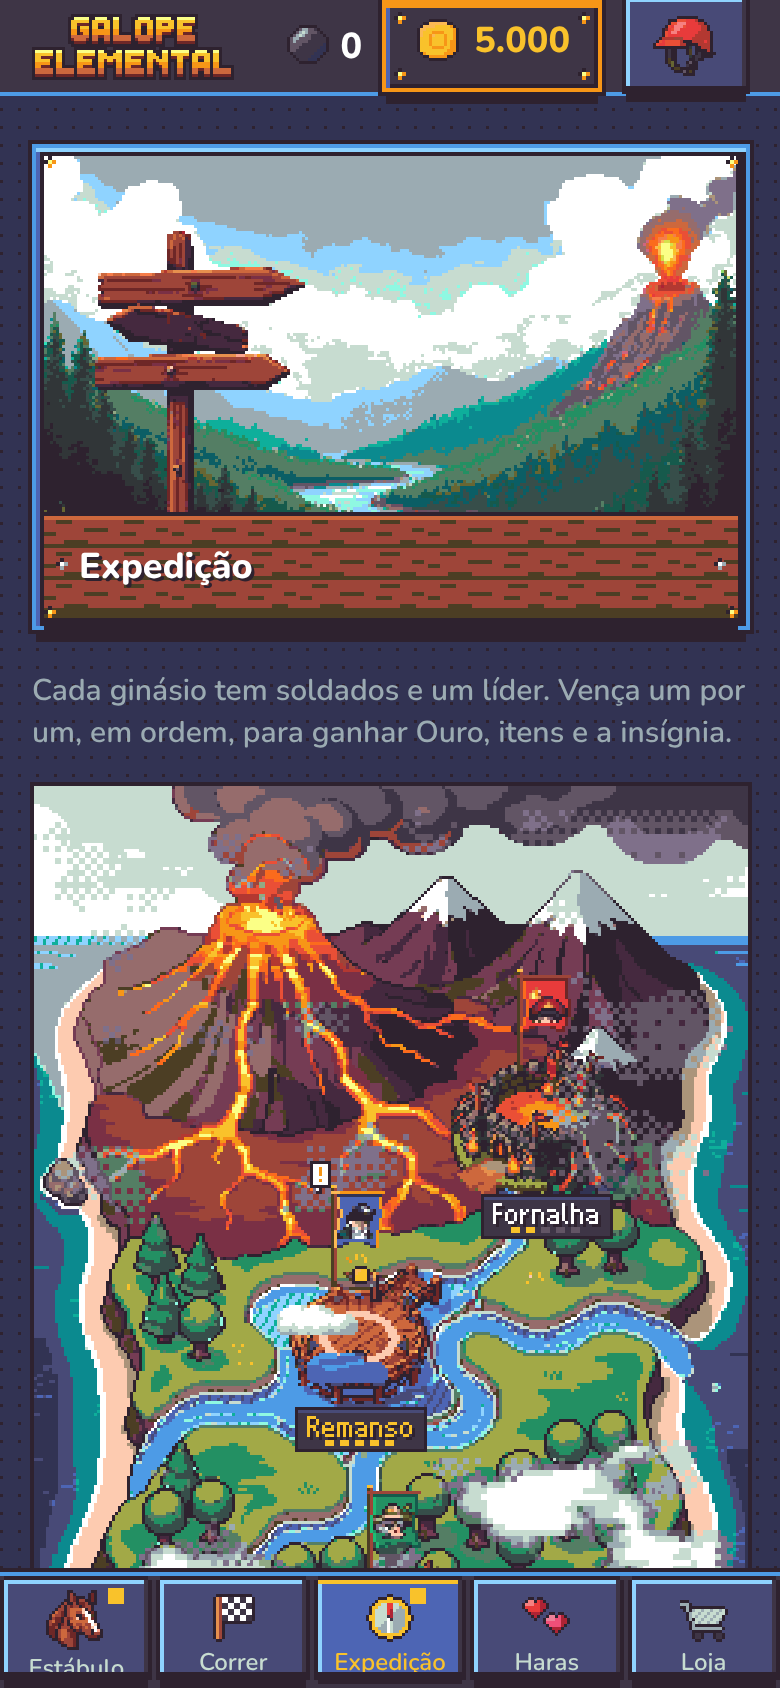 GALOPE
ELEMENTAL
0
5.000
Expedição
Cada ginásio tem soldados e um líder. Vença um por
um, em ordem, para ganhar Ouro, itens e a insígnia.
!
Fornalha
Remanso
Estábulo
Correr
Expedição
Haras
Loja